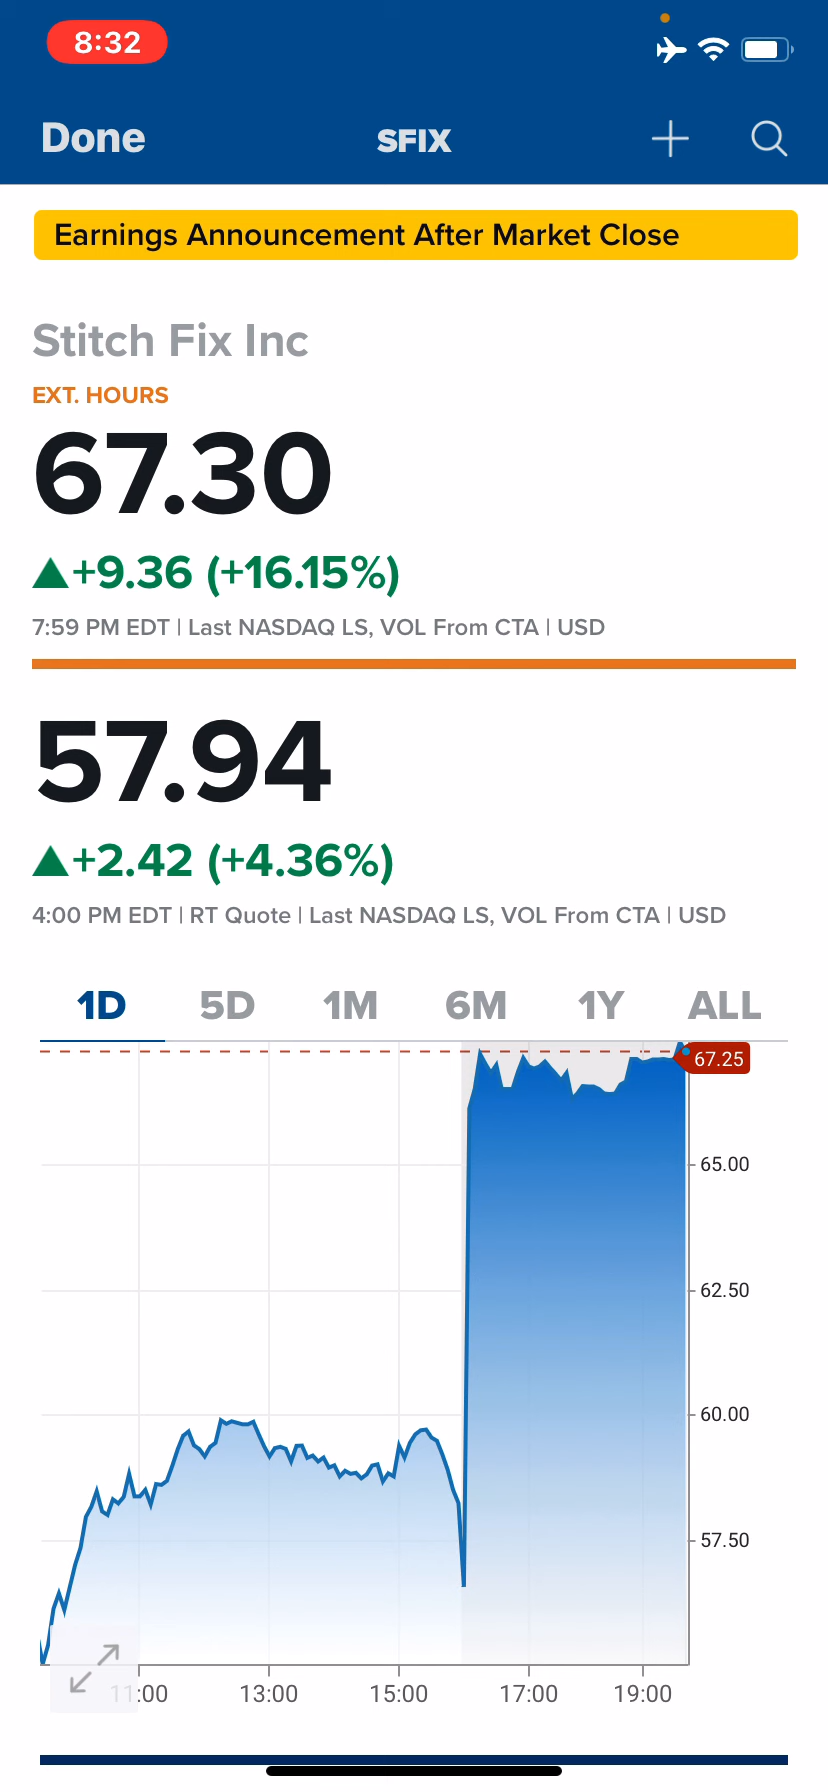 8:32
Done SFIX
Earnings Announcement After Market Close
Stitch Fix Inc
EXT. HOURS
67.30
▲+9.36 (+16.15%)
7:59 PM EDT | Last NASDAQ LS, VOL From CTA | USD
57.94
▲+2.42 (+4.36%)
4:00 PM EDT | RT Quote | Last NASDAQ LS, VOL From CTA | USD
1D 5D 1M 6M 1Y ALL
67.25
65.00
62.50
60.00
57.50
11:00 13:00 15:00 17:00 19:00